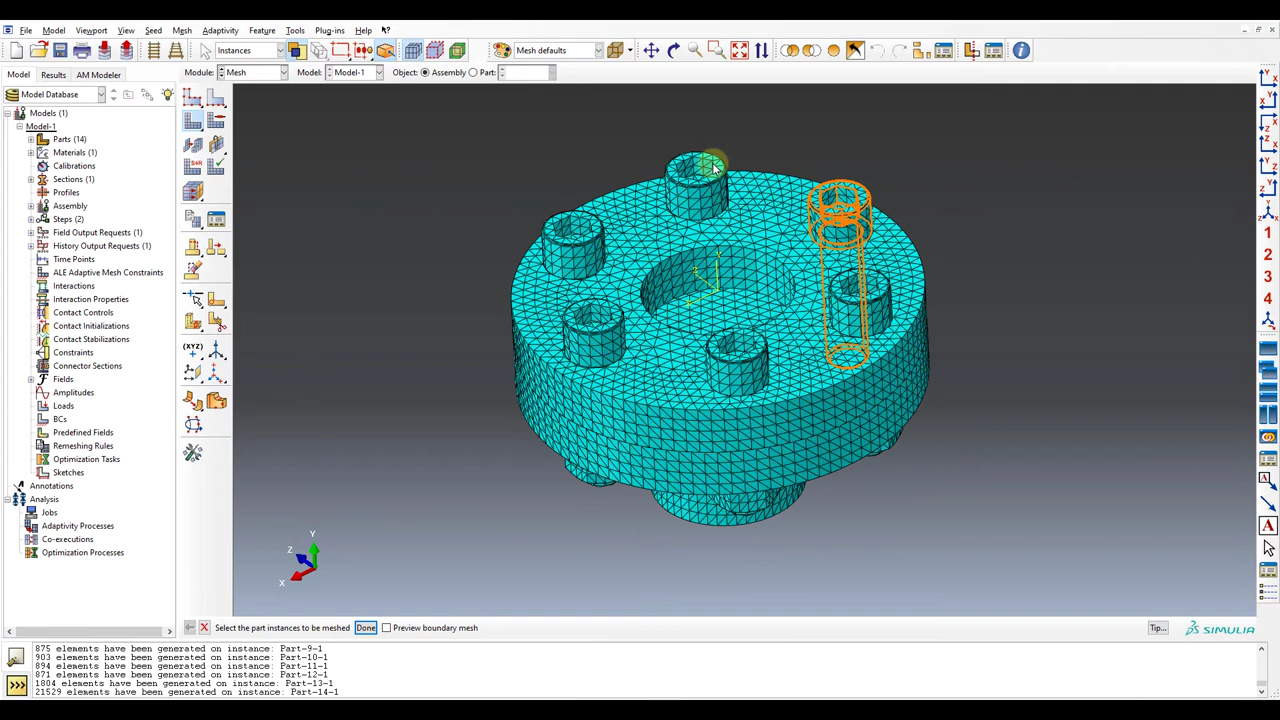 File Model Viewport View Seed Mesh Adaptivity Feature Tools Plug-ins Help
Instances
Mesh defaults
Model Results AM Modeler
Module: Mesh Model: Model-1 Object: Assembly Part:
Model Database
Models (1)
Model-1
Parts (14)
Materials (1)
Calibrations
Sections (1)
Profiles
Assembly
Steps (2)
Field Output Requests (1)
History Output Requests (1)
Time Points
ALE Adaptive Mesh Constraints
Interactions
Interaction Properties
Contact Controls
Contact Initializations
Contact Stabilizations
Constraints
Connector Sections
Fields
Amplitudes
Loads
BCs
Predefined Fields
Remeshing Rules
Optimization Tasks
Sketches
Annotations
Analysis
Jobs
Adaptivity Processes
Co-executions
Optimization Processes
(XYZ)
Y
Z
X
1
2
3
4
A
Select the part instances to be meshed Done Preview boundary mesh
Tip...
SIMULIA
875 elements have been generated on instance: Part-9-1
903 elements have been generated on instance: Part-10-1
894 elements have been generated on instance: Part-11-1
871 elements have been generated on instance: Part-12-1
1804 elements have been generated on instance: Part-13-1
21529 elements have been generated on instance: Part-14-1
>>>